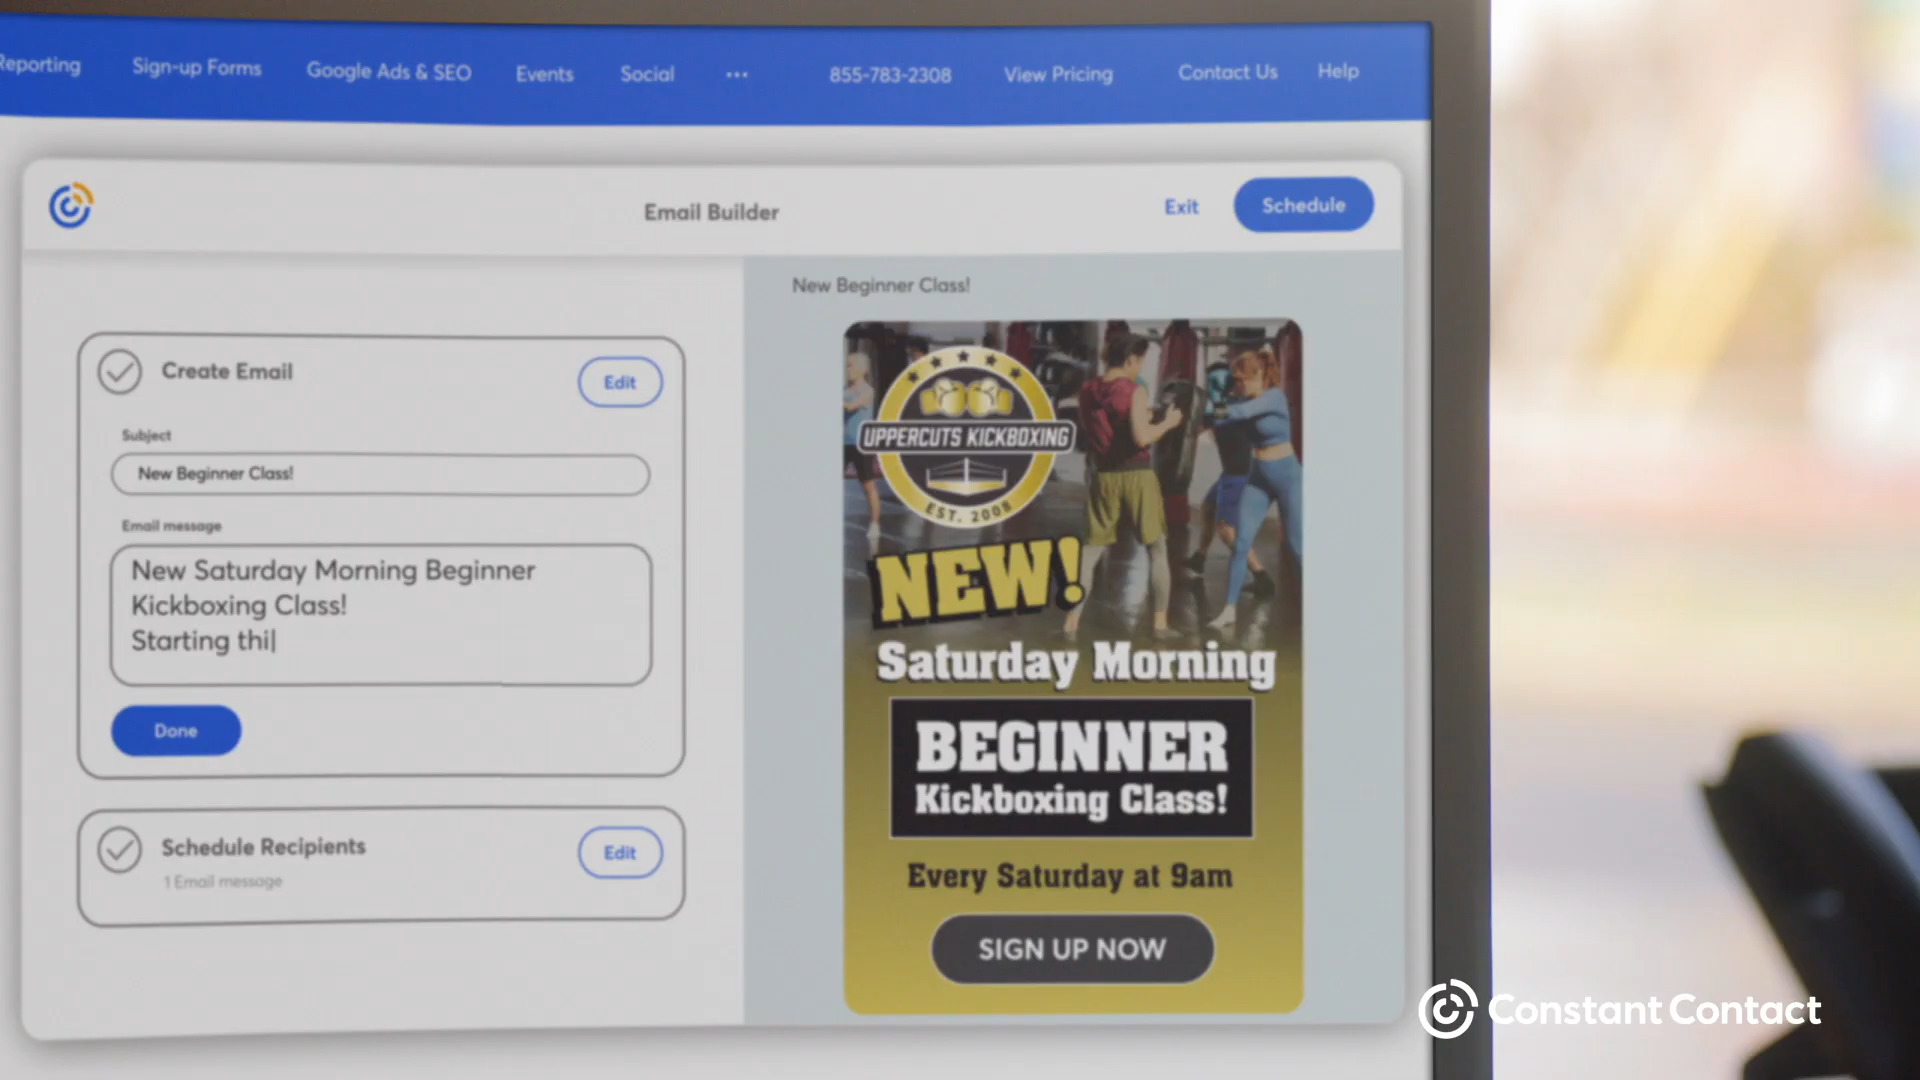 Reporting
Sign-up Forms
Google Ads & SEO
Events
Social
...
855-783-2308
View Pricing
Contact Us
Help
Email Builder
Exit
Schedule
New Beginner Class!
Create Email
Edit
Subject
New Beginner Class!
Email message
New Saturday Morning Beginner
Kickboxing Class!
Starting thi
Done
Schedule Recipients
1 Email message
Edit
UPPERCUTS KICKBOXING
EST. 2008
NEW!
Saturday Morning
BEGINNER
Kickboxing Class!
Every Saturday at 9am
SIGN UP NOW
Constant Contact